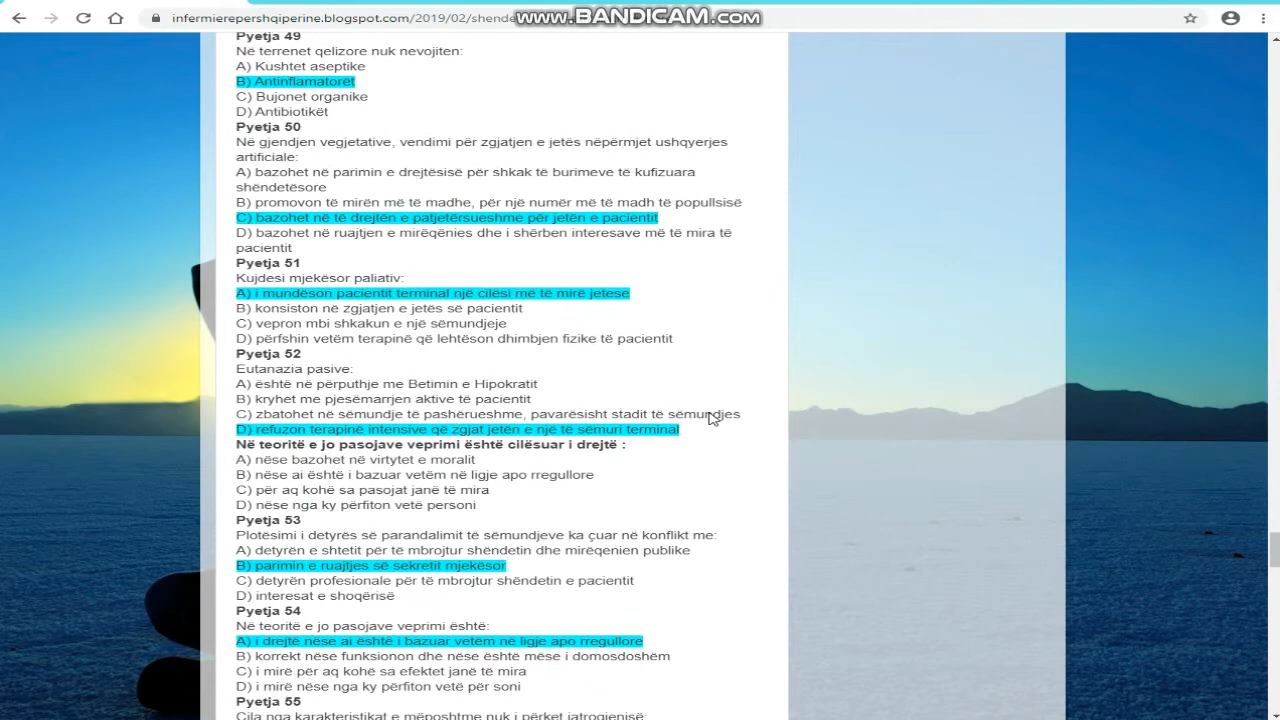 infermierepershqiperine.blogspot.com/2019/02/shende
www.BANDICAM.com
Pyetja 49
Në terrenet qelizore nuk nevojiten:
A) Kushtet aseptike
B) Antinflamatorët
C) Bujonet organike
D) Antibiotikët
Pyetja 50
Në gjendjen vegjetative, vendimi për zgjatjen e jetës nëpërmjet ushqyerjes
artificiale:
A) bazohet në parimin e drejtësisë për shkak të burimeve të kufizuara
shëndetësore
B) promovon të mirën më të madhe, për një numër më të madh të popullsisë
C) bazohet në të drejtën e patjetërsueshme për jetën e pacientit
D) bazohet në ruajtjen e mirëqënies dhe i shërben interesave më të mira të
pacientit
Pyetja 51
Kujdesi mjekësor paliativ:
A) i mundëson pacientit terminal një cilësi më të mirë jetese
B) konsiston në zgjatjen e jetës së pacientit
C) vepron mbi shkakun e një sëmundjeje
D) përfshin vetëm terapinë që lehtëson dhimbjen fizike të pacientit
Pyetja 52
Eutanazia pasive:
A) është në përputhje me Betimin e Hipokratit
B) kryhet me pjesëmarrjen aktive të pacientit
C) zbatohet në sëmundje të pashërueshme, pavarësisht stadit të sëmundjes
D) refuzon terapinë intensive që zgjat jetën e një të sëmuri terminal
Në teoritë e jo pasojave veprimi është cilësuar i drejtë :
A) nëse bazohet në virtytet e moralit
B) nëse ai është i bazuar vetëm në ligje apo rregullore
C) për aq kohë sa pasojat janë të mira
D) nëse nga ky përfiton vetë personi
Pyetja 53
Plotësimi i detyrës së parandalimit të sëmundjeve ka çuar në konflikt me:
A) detyrën e shtetit për të mbrojtur shëndetin dhe mirëqenien publike
B) parimin e ruajtjes së sekretit mjekësor
C) detyrën profesionale për të mbrojtur shëndetin e pacientit
D) interesat e shoqërisë
Pyetja 54
Në teoritë e jo pasojave veprimi është:
A) i drejtë nëse ai është i bazuar vetëm në ligje apo rregullore
B) korrekt nëse funksionon dhe nëse është mëse i domosdoshëm
C) i mirë për aq kohë sa efektet janë të mira
D) i mirë nëse nga ky përfiton vetë për soni
Pyetja 55
Cila nga karakteristikat e mëposhtme nuk i përket iatrogjenisë: